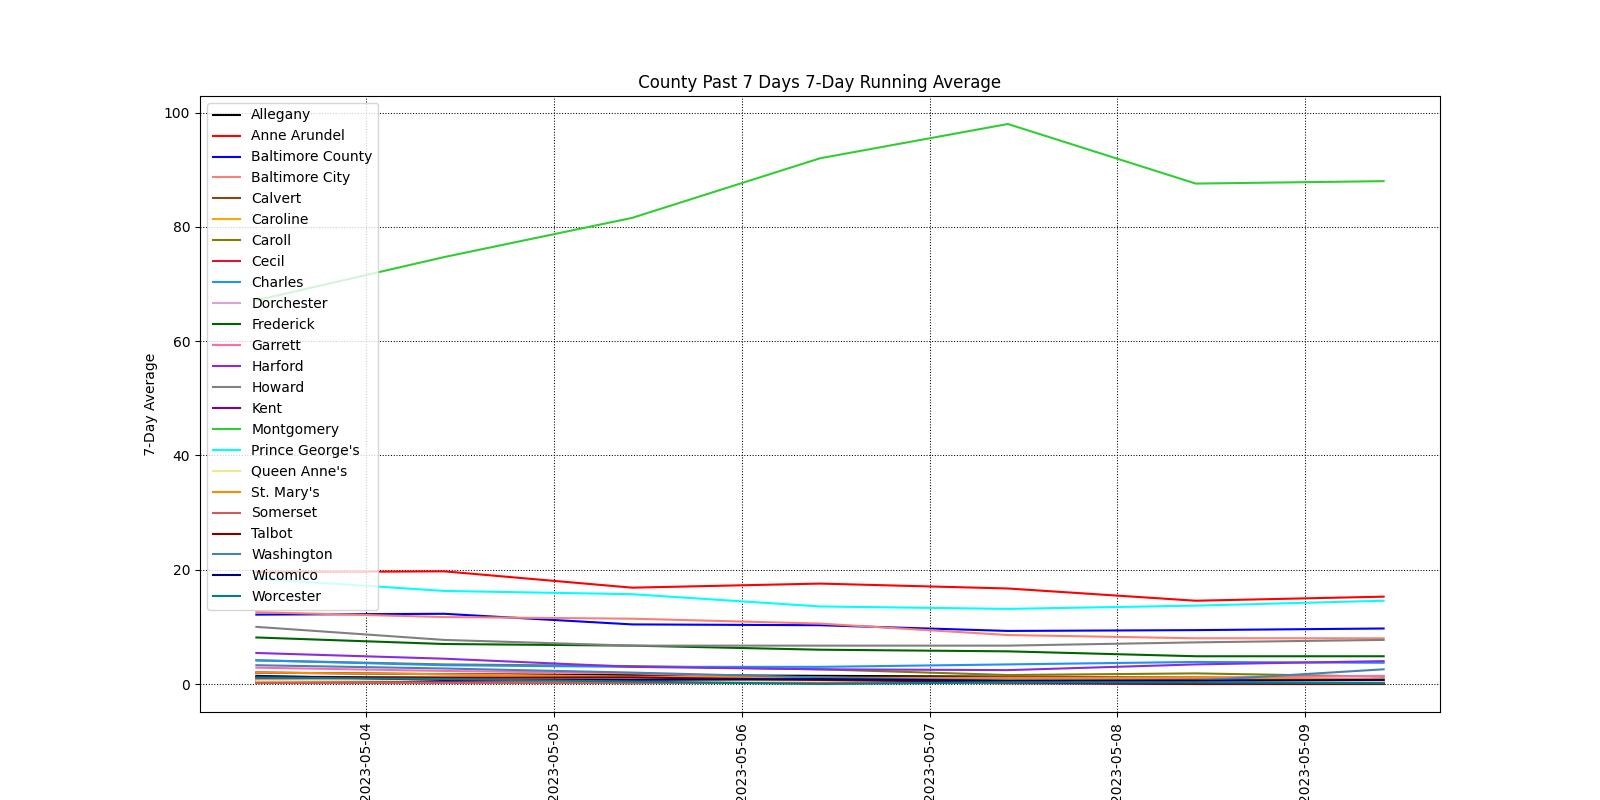 County Past 7 Days 7-Day Running Average
100
80
60
40
20
0
7-Day Average
Allegany
Anne Arundel
Baltimore County
Baltimore City
Calvert
Caroline
Caroll
Cecil
Charles
Dorchester
Frederick
Garrett
Harford
Howard
Kent
Montgomery
Prince George's
Queen Anne's
St. Mary's
Somerset
Talbot
Washington
Wicomico
Worcester
2023-05-04
2023-05-05
2023-05-06
2023-05-07
2023-05-08
2023-05-09